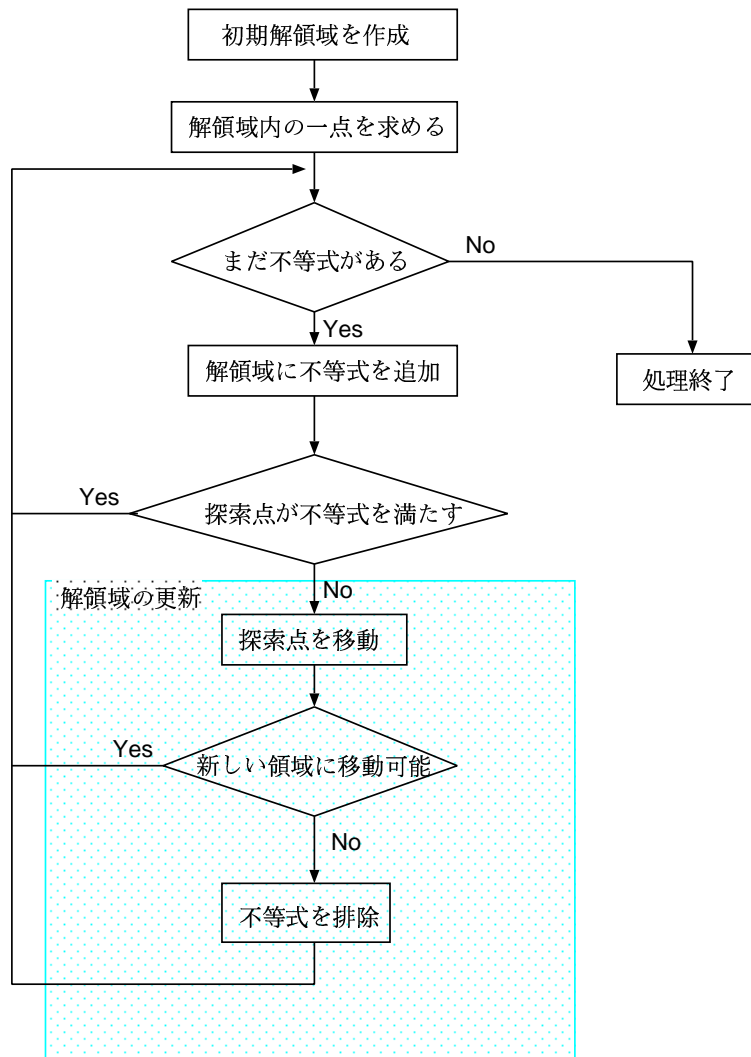 初期解領域を作成
解領域内の一点を求める
まだ不等式がある
No
Yes
解領域に不等式を追加
処理終了
Yes
探索点が不等式を満たす
No
解領域の更新
探索点を移動
Yes
新しい領域に移動可能
No
不等式を排除